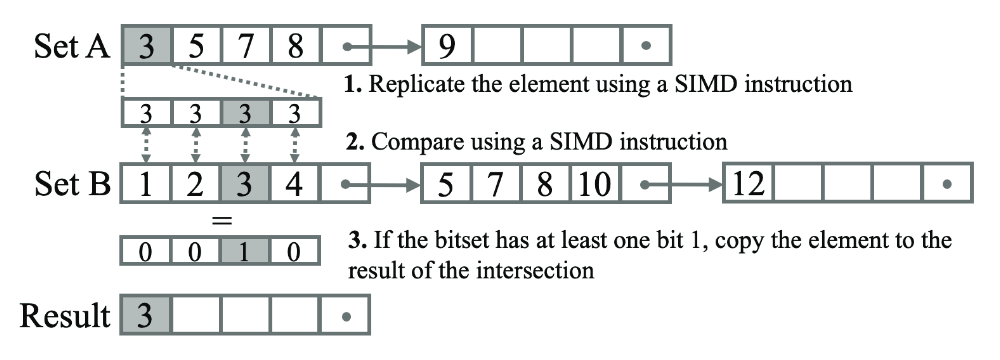 Set A 3 5 7 8 9
1. Replicate the element using a SIMD instruction
3 3 3 3
2. Compare using a SIMD instruction
Set B 1 2 3 4 5 7 8 10 12
=
0 0 1 0
3. If the bitset has at least one bit 1, copy the element to the
result of the intersection
Result 3